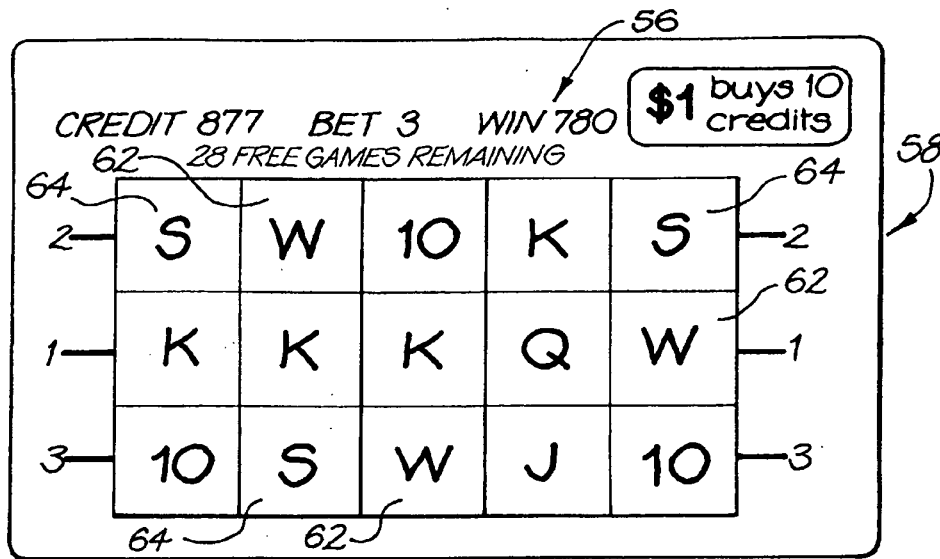 56
CREDIT 877 BET 3 WIN 780 $1 buys 10 credits
28 FREE GAMES REMAINING
62
64 64
58
2 S W 10 K S 2
62
1 K K K Q W 1
3 10 S W J 10 3
64 62